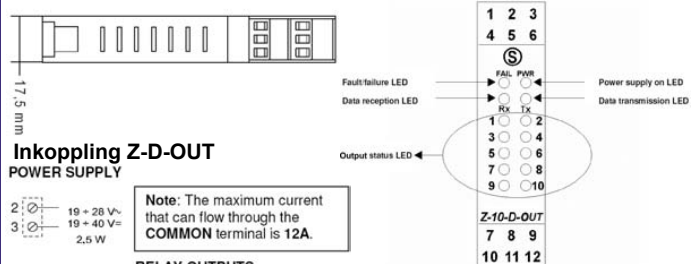 17,5 mm
Inkoppling Z-D-OUT
POWER SUPPLY
2
3
19 ÷ 28 V~
19 ÷ 40 V=
2,5 W
Note: The maximum current
that can flow through the
COMMON terminal is 12A.
RELAY OUTPUTS
1 2 3
4 5 6
S
FAIL PWR
Fault/failure LED
Power supply on LED
Data reception LED
Data transmission LED
Rx Tx
1 2
3 4
Output status LED
5 6
7 8
9 10
Z-10-D-OUT
7 8 9
10 11 12